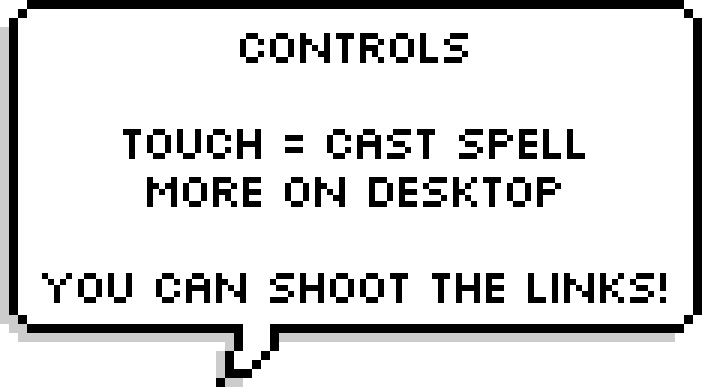 CONTROLS
TOUCH = CAST SPELL
MORE ON DESKTOP
YOU CAN SHOOT THE LINKS!